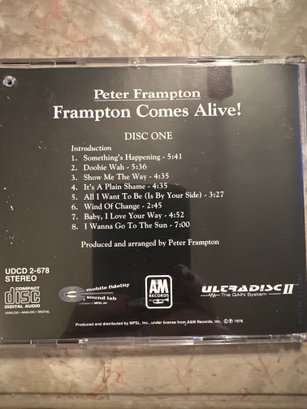 Peter Frampton
Frampton Comes Alive!
DISC ONE
Introduction
1. Something's Happening - 5:41
2. Doobie Wah - 5:36
3. Show Me The Way - 4:35
4. It's A Plain Shame - 4:35
5. All I Want To Be (Is By Your Side) - 3:27
6. Wind Of Change - 2:45
7. Baby, I Love Your Way - 4:52
8. I Wanna Go To The Sun - 7:00
Produced and arranged by Peter Frampton
UDCD 2-678
STEREO
COMPACT
disc
DIGITAL AUDIO
ANALOG • ANALOG • DIGITAL
mobile fidelity
sound lab
A&M
RECORDS
ULTRADISC II
The GAIN System
Produced and distributed by MFSL, Inc., under license from A&M Records, Inc., ℗ 1976